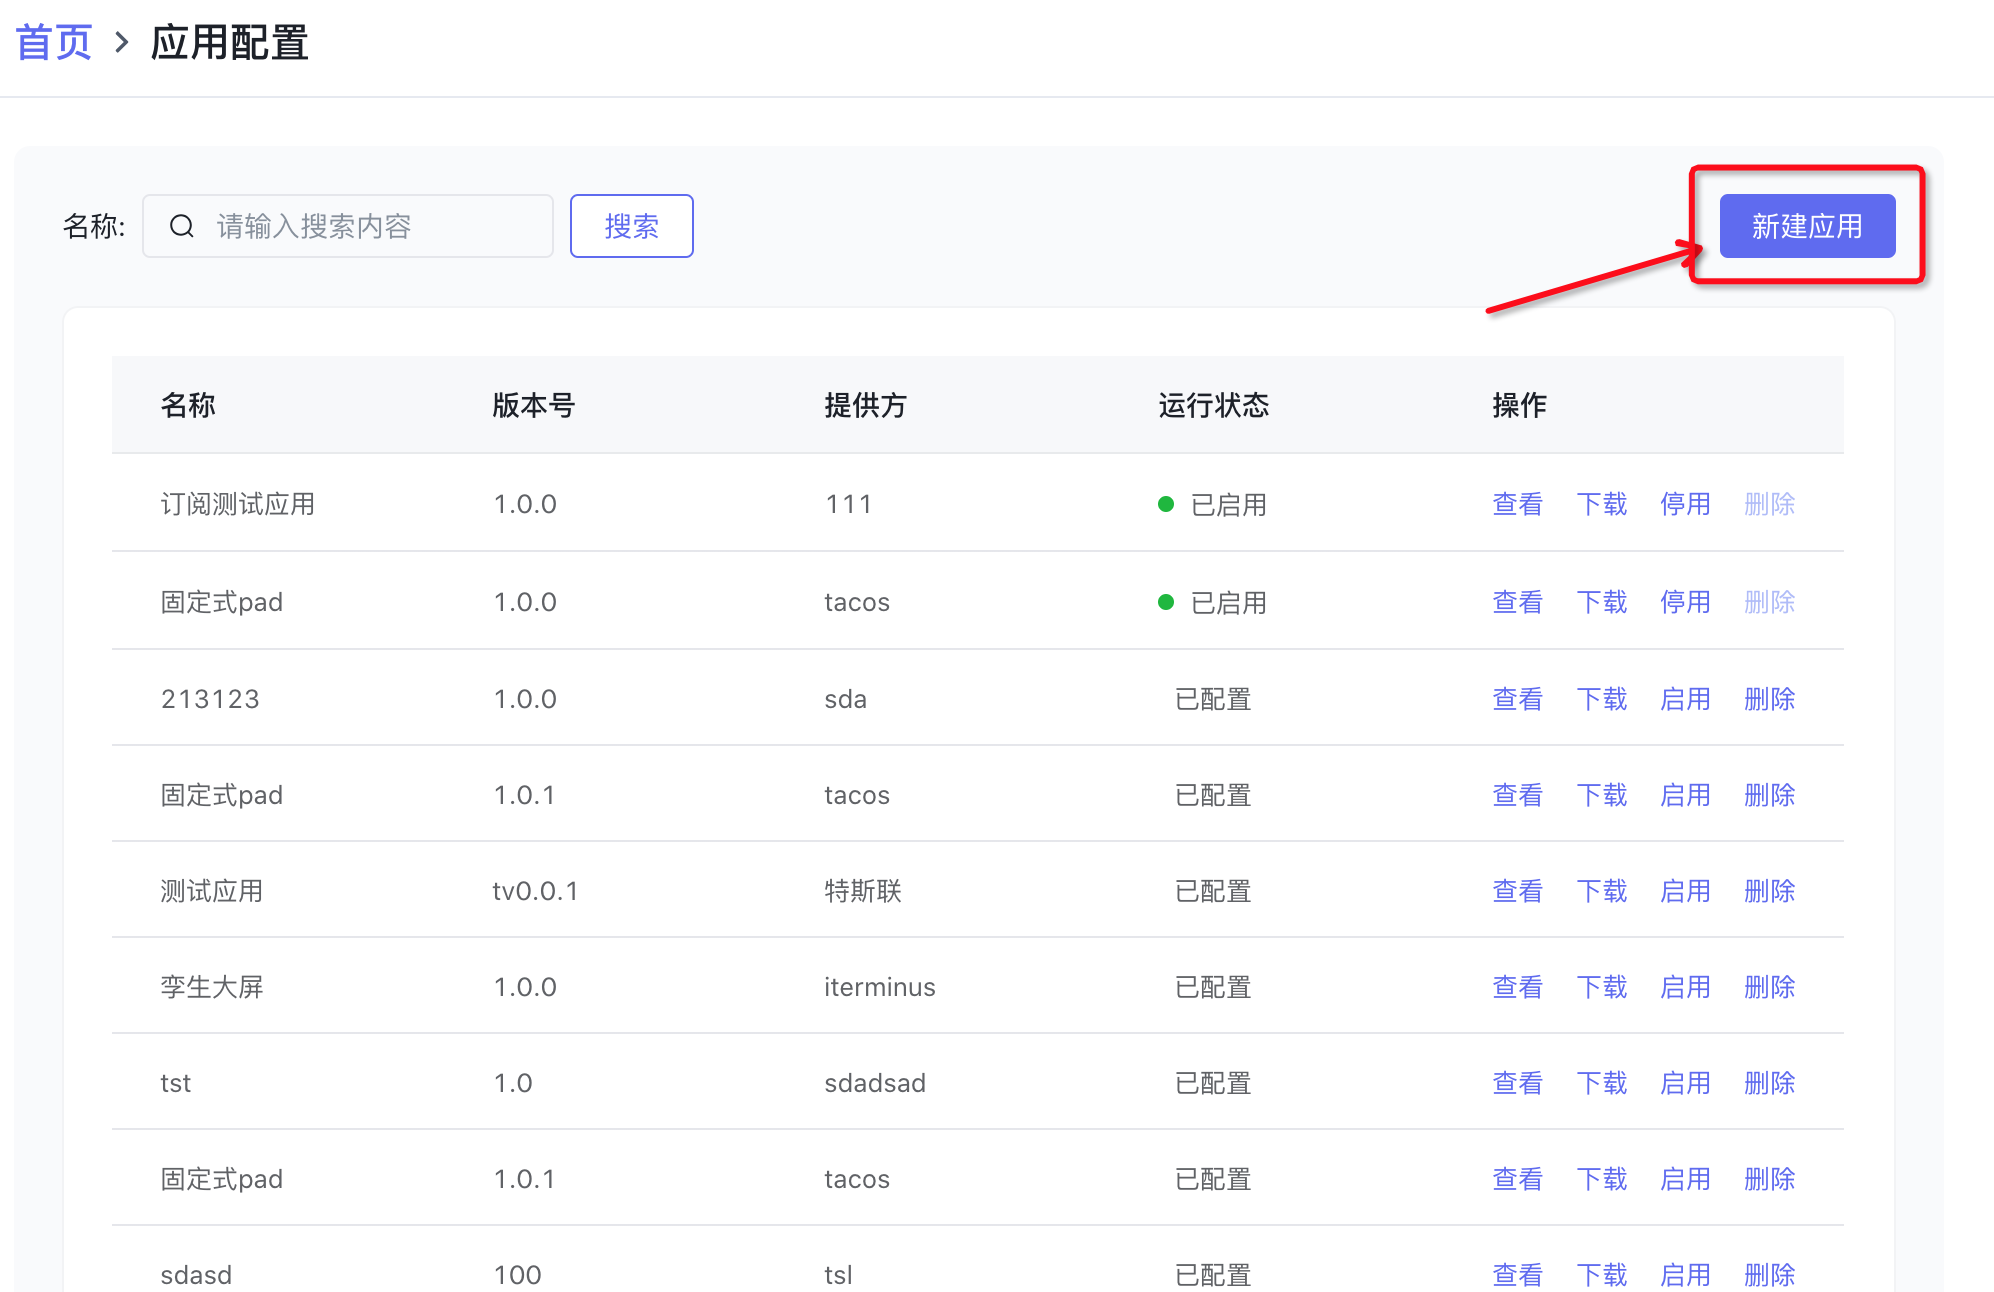 首页 > 应用配置
名称: 请输入搜索内容 搜索 新建应用
名称 版本号 提供方 运行状态 操作
订阅测试应用 1.0.0 111 已启用 查看 下载 停用 删除
固定式pad 1.0.0 tacos 已启用 查看 下载 停用 删除
213123 1.0.0 sda 已配置 查看 下载 启用 删除
固定式pad 1.0.1 tacos 已配置 查看 下载 启用 删除
测试应用 tv0.0.1 特斯联 已配置 查看 下载 启用 删除
孪生大屏 1.0.0 iterminus 已配置 查看 下载 启用 删除
tst 1.0 sdadsad 已配置 查看 下载 启用 删除
固定式pad 1.0.1 tacos 已配置 查看 下载 启用 删除
sdasd 100 tsl 已配置 查看 下载 启用 删除